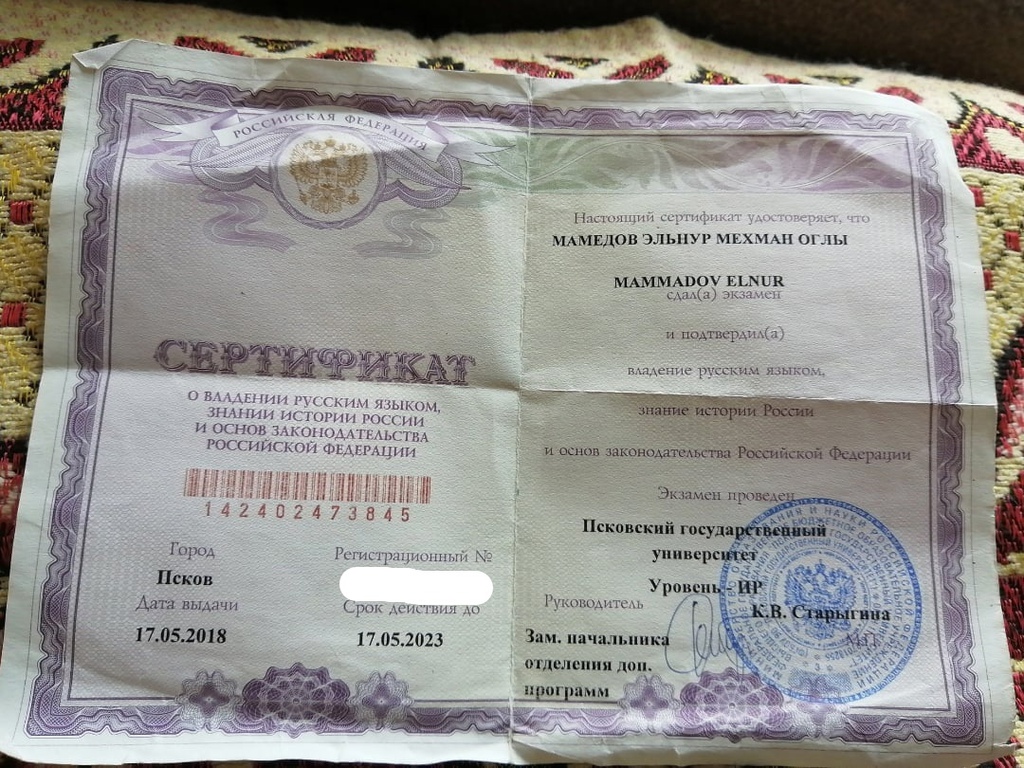 РОССИЙСКАЯ ФЕДЕРАЦИЯ
СЕРТИФИКАТ
О ВЛАДЕНИИ РУССКИМ ЯЗЫКОМ,
ЗНАНИИ ИСТОРИИ РОССИИ
И ОСНОВ ЗАКОНОДАТЕЛЬСТВА
РОССИЙСКОЙ ФЕДЕРАЦИИ
142402473845
Город
Регистрационный №
Псков
Дата выдачи
Срок действия до
17.05.2018
17.05.2023
Настоящий сертификат удостоверяет, что
МАМЕДОВ ЭЛЬНУР МЕХМАН ОГЛЫ
MAMMADOV ELNUR
сдал(а) экзамен
и подтвердил(а)
владение русским языком,
знание истории России
и основ законодательства Российской Федерации
Экзамен проведен
Псковский государственный
университет
Уровень - ИР
Руководитель
К.В. Старыгина
М.П.
Зам. начальника
отделения доп.
программ